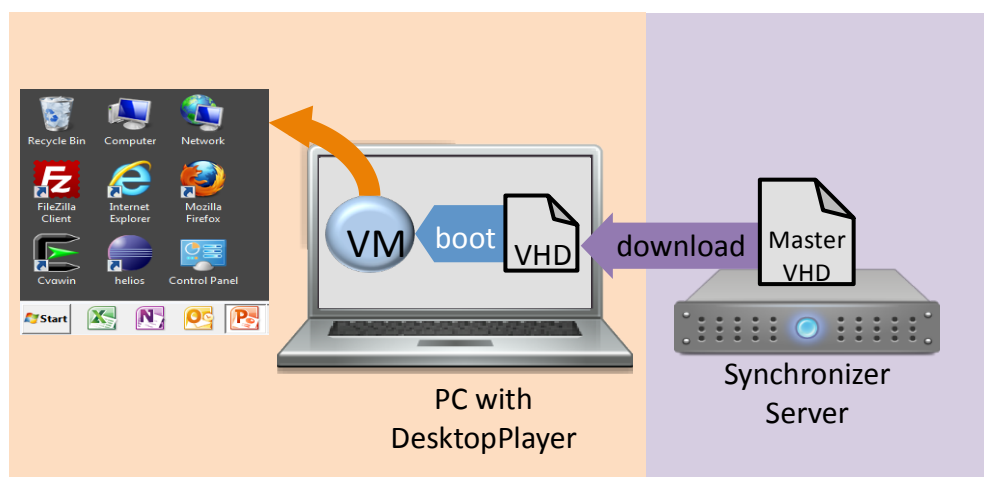 Recycle Bin Computer Network
FileZilla Client
Internet Explorer
Mozilla Firefox
Cygwin helios Control Panel
Start
VM
boot
VHD
download
Master
VHD
PC with
DesktopPlayer
Synchronizer
Server